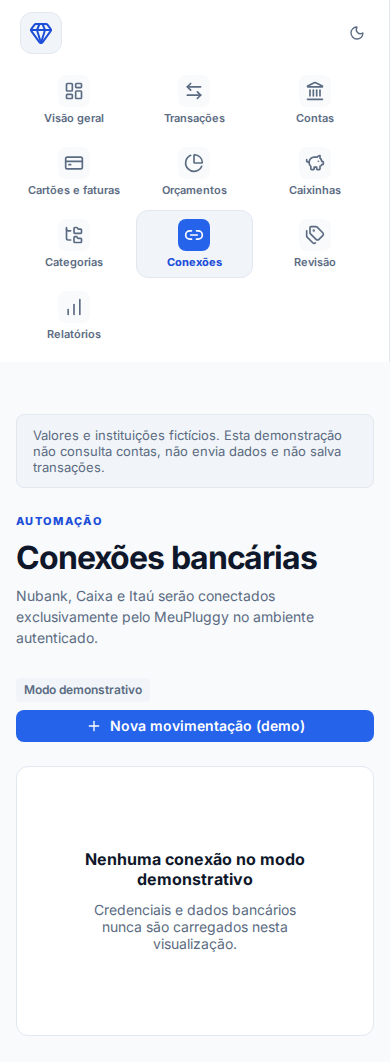 Visão geral
Transações
Contas
Cartões e faturas
Orçamentos
Caixinhas
Categorias
Conexões
Revisão
Relatórios
Valores e instituições fictícios. Esta demonstração
não consulta contas, não envia dados e não salva
transações.
AUTOMAÇÃO
Conexões bancárias
Nubank, Caixa e Itaú serão conectados
exclusivamente pelo MeuPluggy no ambiente
autenticado.
Modo demonstrativo
Nova movimentação (demo)
Nenhuma conexão no modo
demonstrativo
Credenciais e dados bancários
nunca são carregados nesta
visualização.